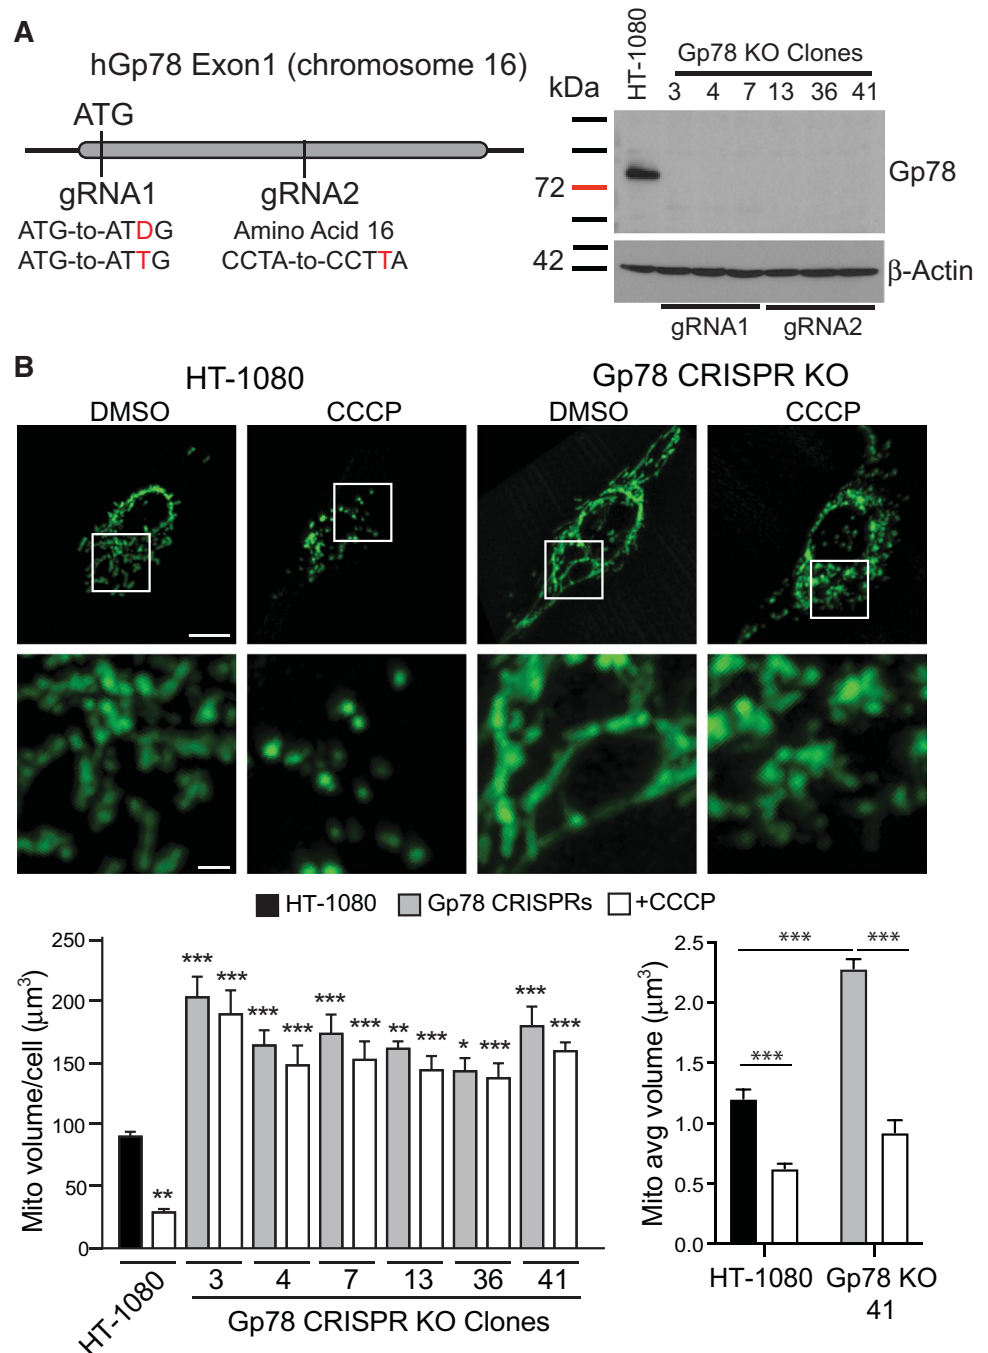 A
hGp78 Exon1 (chromosome 16)
ATG
gRNA1
gRNA2
ATG-to-ATDG
Amino Acid 16
ATG-to-ATTG
CCTA-to-CCTTA
kDa
HT-1080
Gp78 KO Clones
3 4 7 13 36 41
72
Gp78
42
β-Actin
gRNA1
gRNA2
B
HT-1080
Gp78 CRISPR KO
DMSO
CCCP
DMSO
CCCP
HT-1080
Gp78 CRISPRs
+CCCP
Mito volume/cell (μm³)
250
200
150
100
50
0
**
*** ***
*** ***
*** ***
** ***
* ***
*** ***
HT-1080
3 4 7 13 36 41
Gp78 CRISPR KO Clones
Mito avg volume (μm³)
2.5
2.0
1.5
1.0
0.5
0.0
*** ***
***
HT-1080
Gp78 KO
41